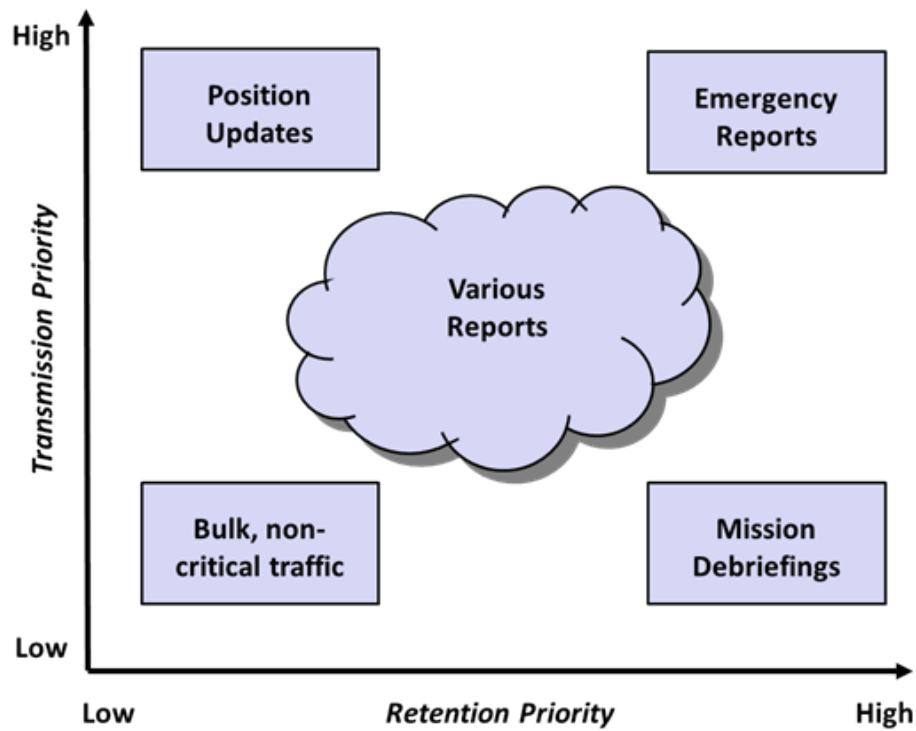 High
Position
Updates
Emergency
Reports
Transmission Priority
Various
Reports
Bulk, non-
critical traffic
Mission
Debriefings
Low
Low
Retention Priority
High